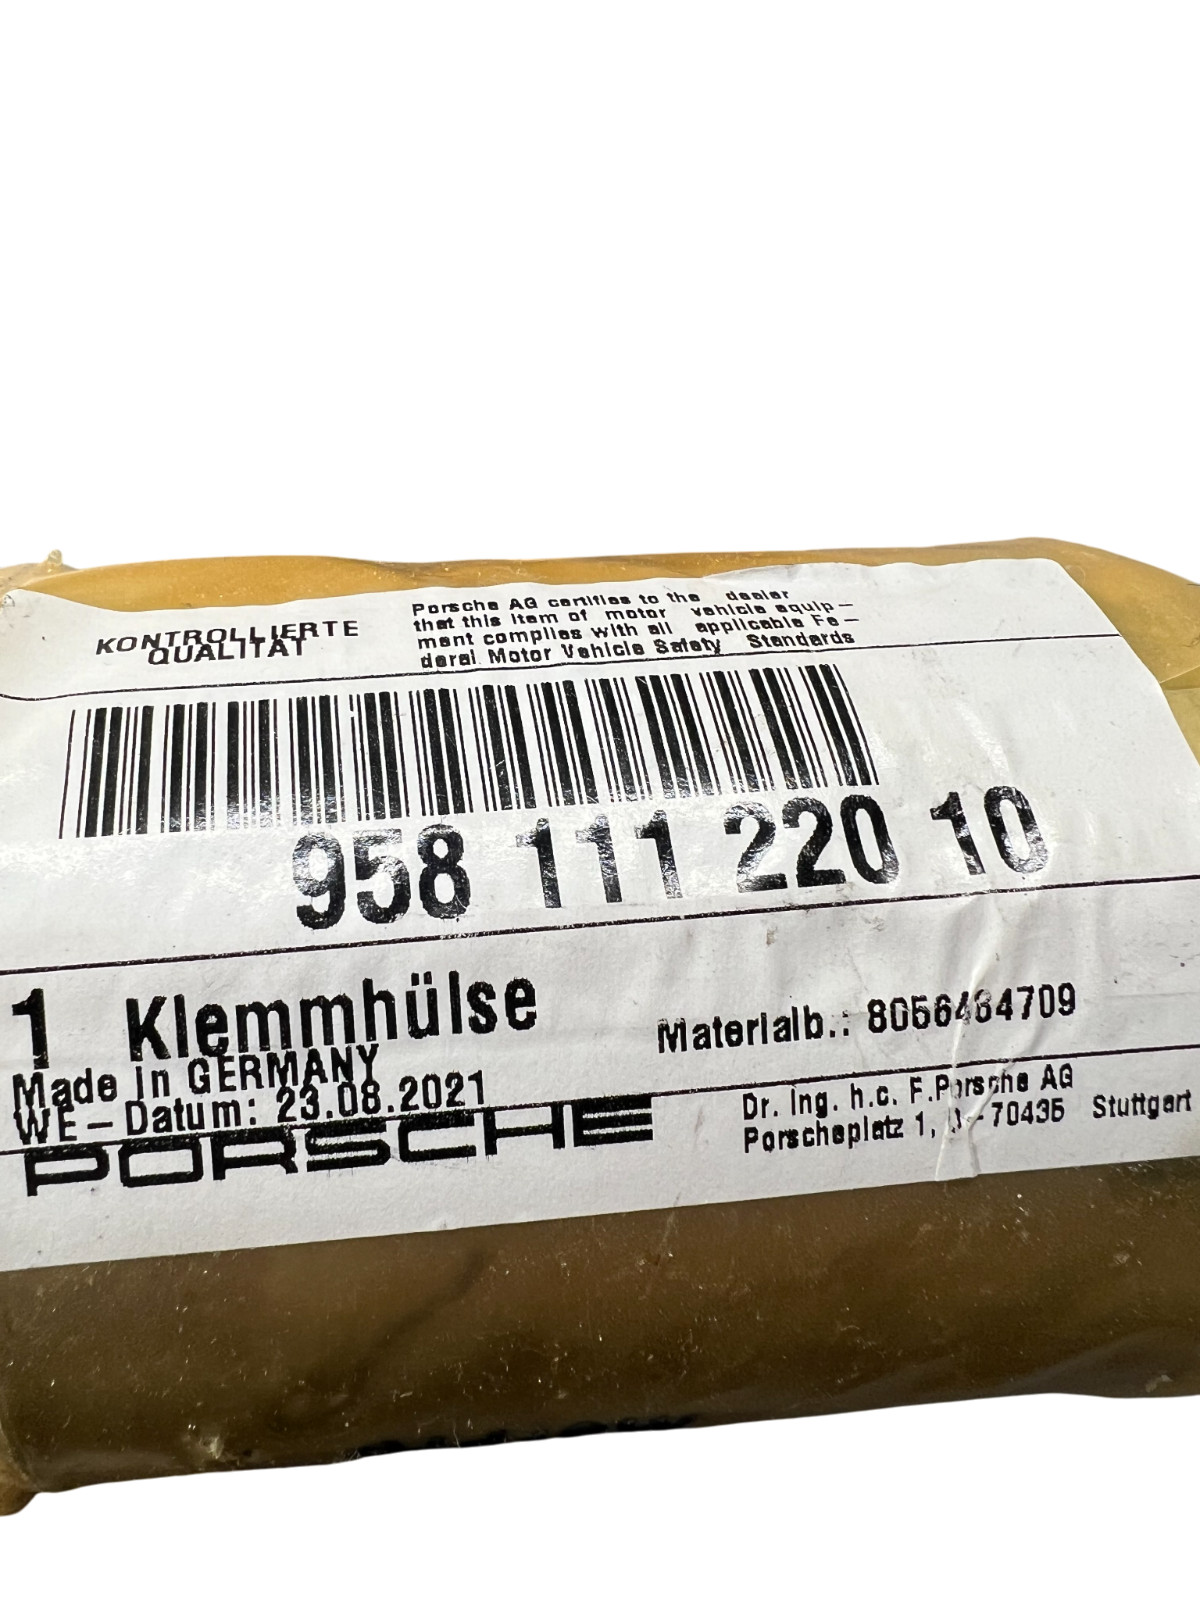 KONTROLLIERTE
QUALITÄT
Porsche AG certifies to the dealer
that this item of motor vehicle equip-
ment complies with all applicable Fe-
deral Motor Vehicle Safety Standards
958 111 220 10
1 Klemmhülse
Made in GERMANY
WE-Datum: 23.08.2021
Materialb.: 8056484709
PORSCHE
Dr. Ing. h.c. F.Porsche AG
Porscheplatz 1, D-70435 Stuttgart